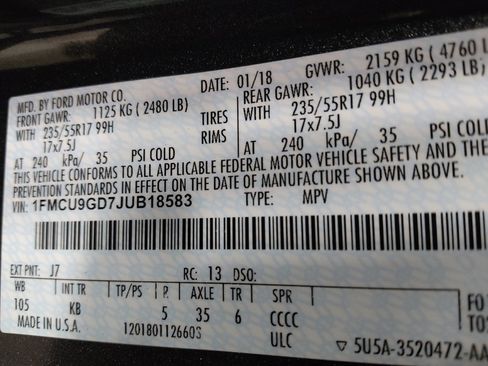 MFD. BY FORD MOTOR CO. DATE: 01/18 GVWR: 2159 KG ( 4760 L
FRONT GAWR: 1125 KG ( 2480 LB) REAR GAWR: 1040 KG ( 2293 LB)
WITH 235/55R17 99H TIRES WITH 235/55R17 99H
17x7.5J RIMS 17x7.5J
AT 240 kPa/ 35 PSI COLD AT 240 kPa/ 35 PSI COLD
THIS VEHICLE CONFORMS TO ALL APPLICABLE FEDERAL MOTOR VEHICLE SAFETY AND THE
PREVENTION STANDARDS IN EFFECT ON THE DATE OF MANUFACTURE SHOWN ABOVE.
VIN: 1FMCU9GD7JUB18583 TYPE: MPV
EXT PNT: J7 RC: 13 DSO:
WB INT TR TP/PS R AXLE TR SPR
105 KB 5 35 6 CCCC
MADE IN U.S.A. 1201801126603 ULC ▽ 5U5A-3520472-AA